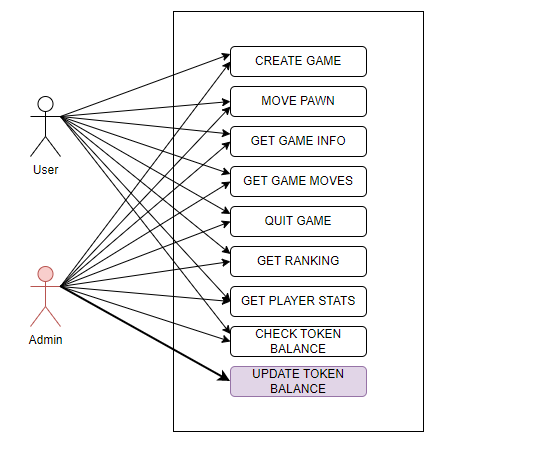 CREATE GAME
MOVE PAWN
GET GAME INFO
User
GET GAME MOVES
QUIT GAME
GET RANKING
GET PLAYER STATS
Admin
CHECK TOKEN
BALANCE
UPDATE TOKEN
BALANCE